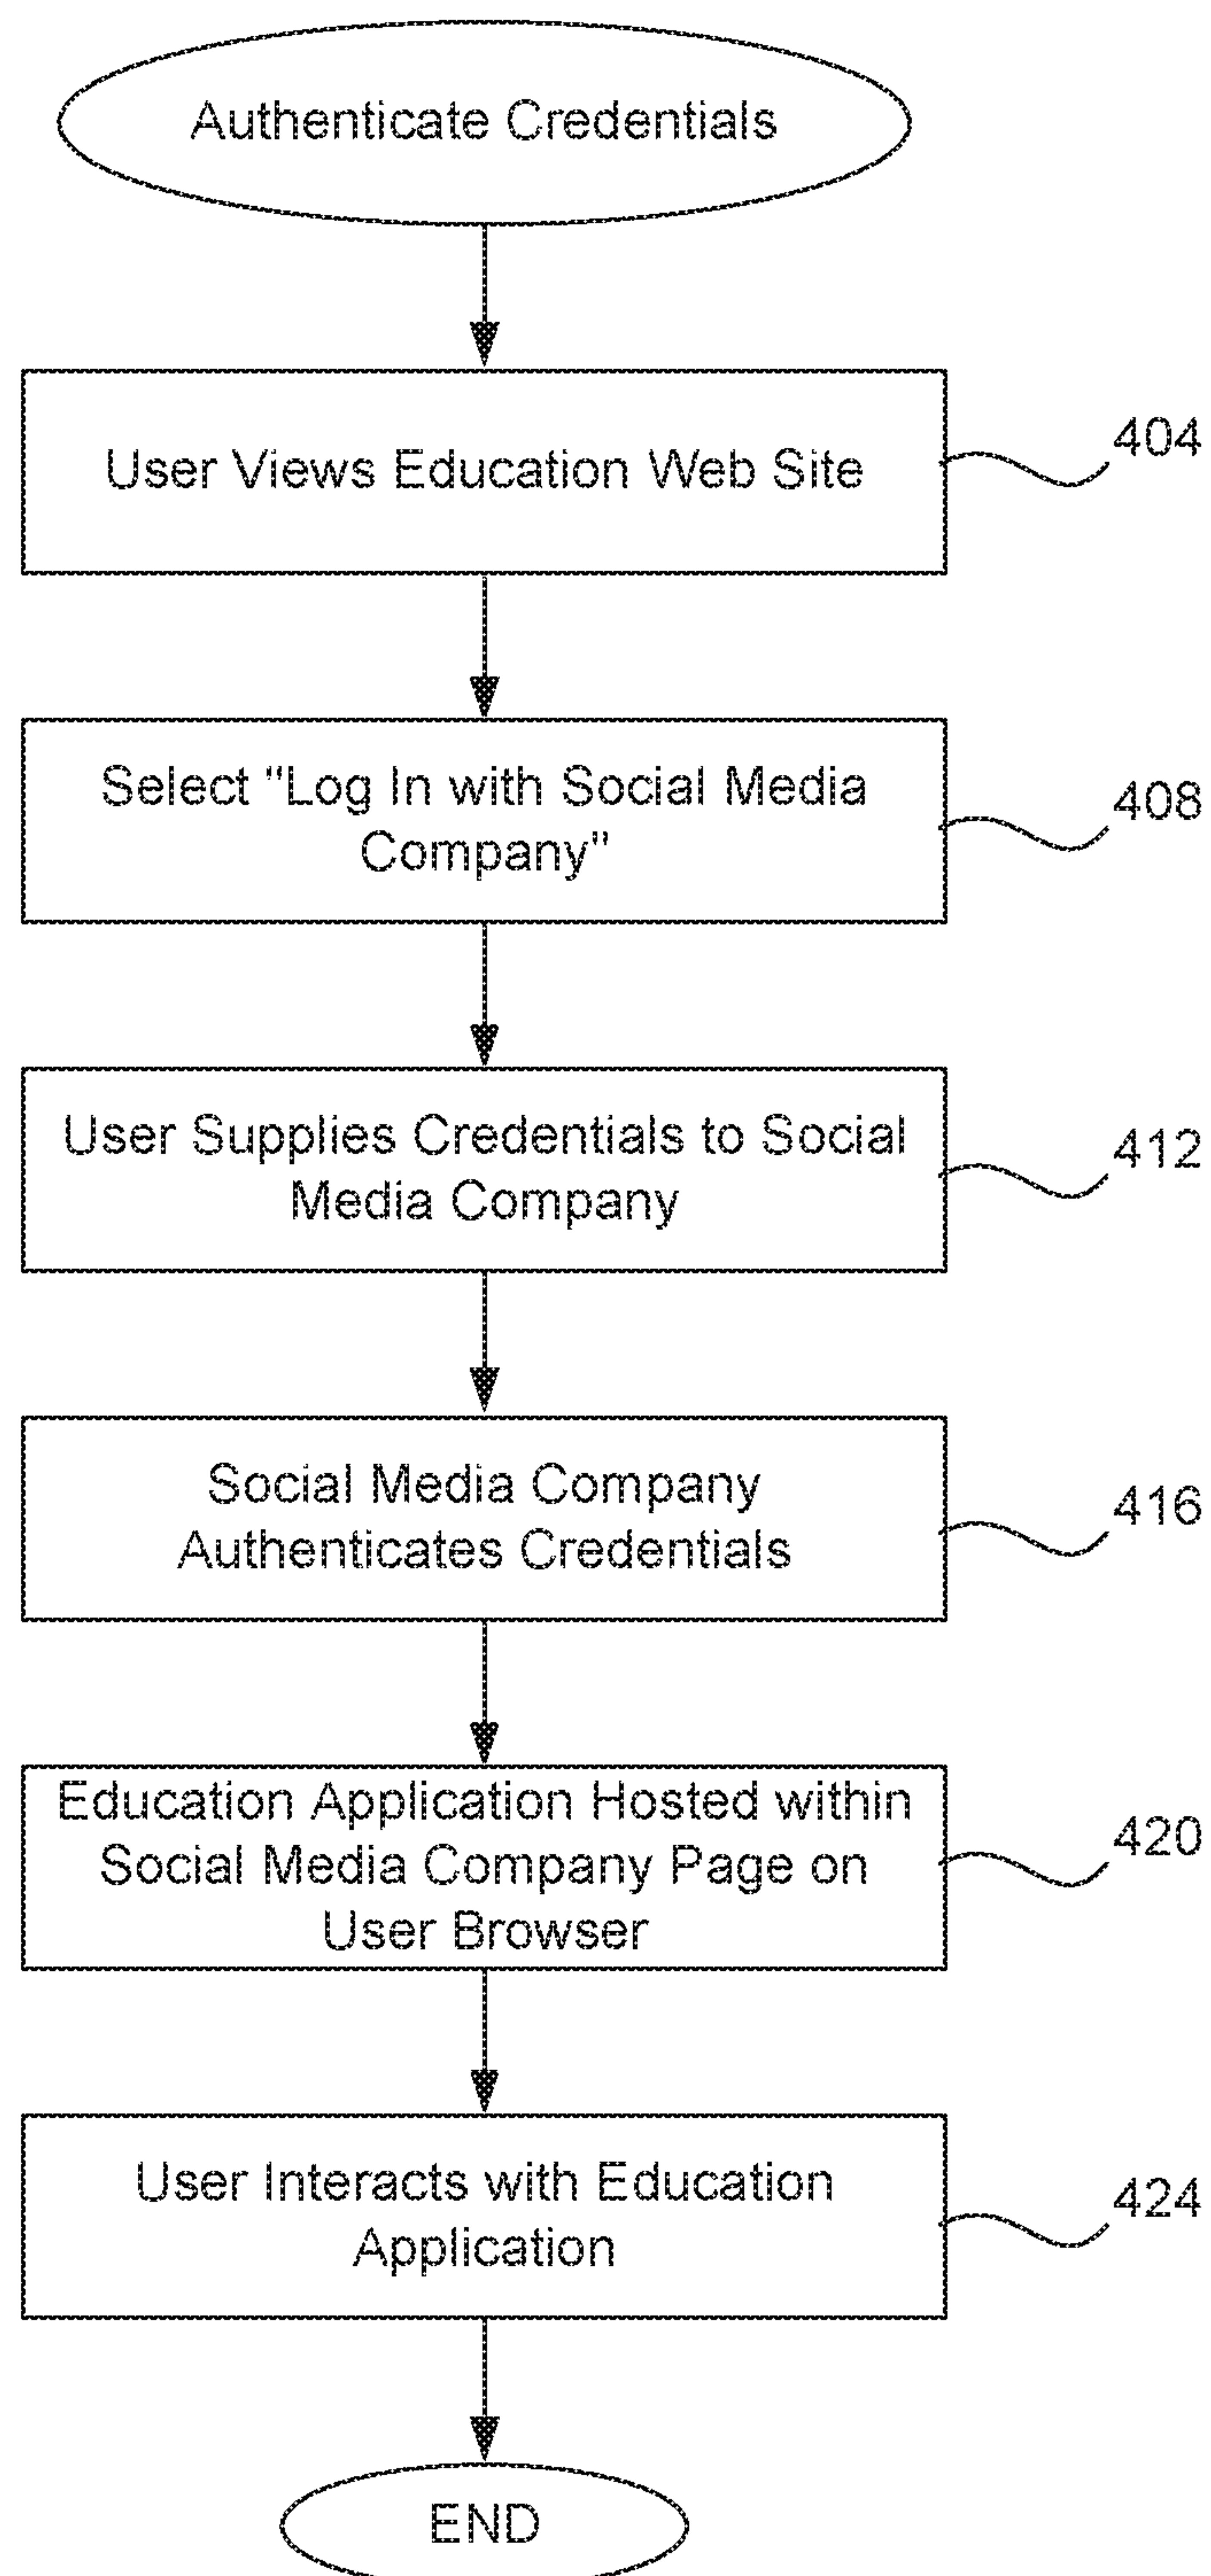 Authenticate Credentials
User Views Education Web Site
404
Select "Log In with Social Media
Company"
408
User Supplies Credentials to Social
Media Company
412
Social Media Company
Authenticates Credentials
416
Education Application Hosted within
Social Media Company Page on
User Browser
420
User Interacts with Education
Application
424
END